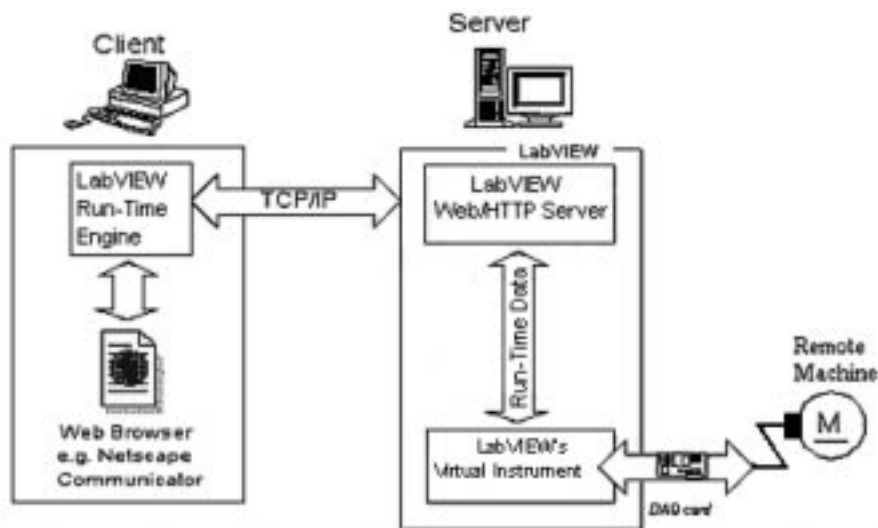 Client
Server
LabVIEW
LabVIEW
Run-Time
Engine
TCP/IP
LabVIEW
Web/HTTP Server
Run-Time Data
Web Browser
e.g. Netscape
Communicator
LabVIEW's
Virtual Instrument
DAQ card
Remote
Machine
M